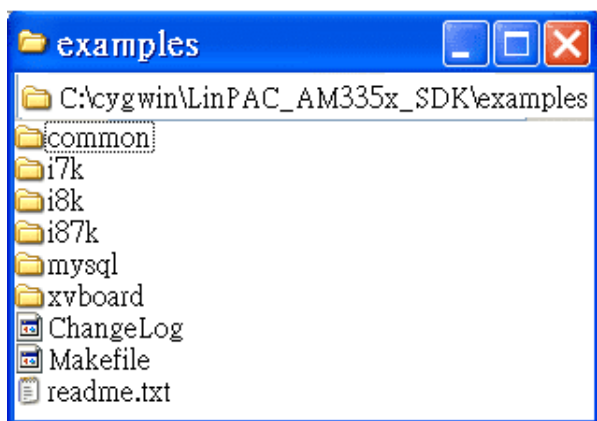 examples
C:\cygwin\LinPAC_AM335x_SDK\examples
common
i7k
i8k
i87k
mysql
xvboard
ChangeLog
Makefile
readme.txt